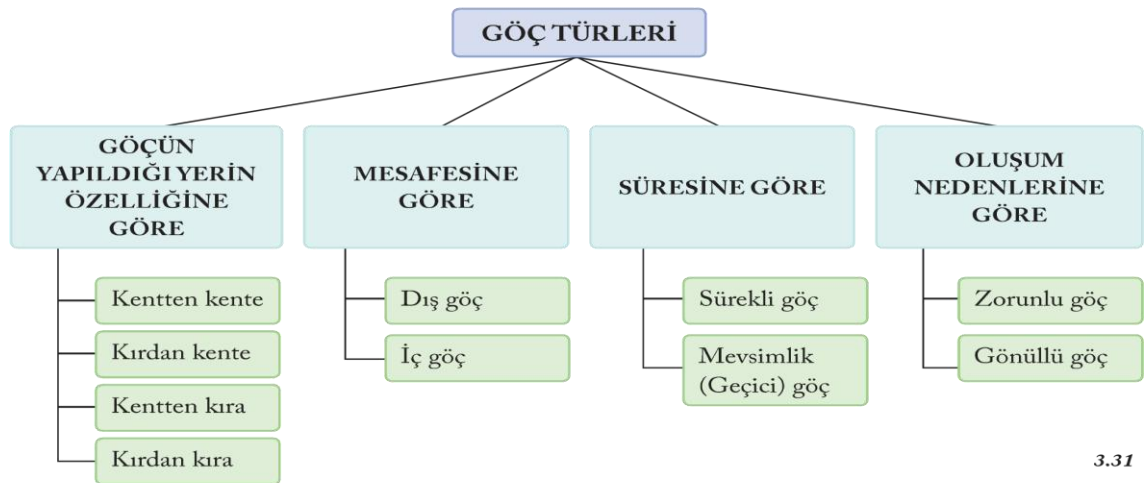 GÖÇ TÜRLERİ
GÖÇÜN
YAPILDIĞI YERİN
ÖZELLİĞİNE
GÖRE
Kentten kente
Kırdan kente
Kentten kıra
Kırdan kıra
MESAFESİNE
GÖRE
Dış göç
İç göç
SÜRESİNE GÖRE
Sürekli göç
Mevsimlik
(Geçici) göç
OLUŞUM
NEDENLERİNE
GÖRE
Zorunlu göç
Gönüllü göç
3.31